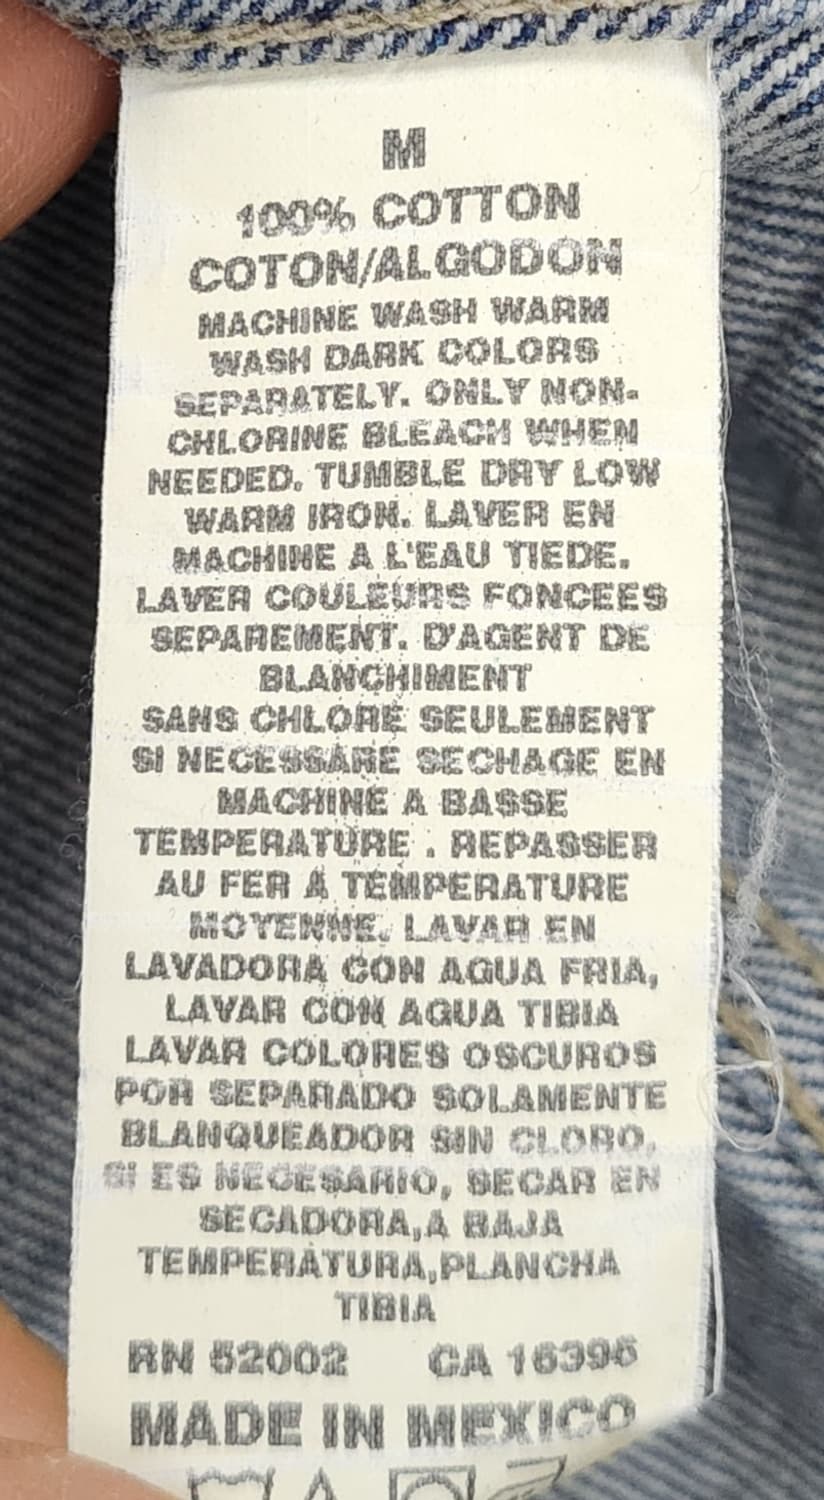 M
100% COTTON
COTON/ALGODON
MACHINE WASH WARM
WASH DARK COLORS
SEPARATELY. ONLY NON-
CHLORINE BLEACH WHEN
NEEDED. TUMBLE DRY LOW
WARM IRON. LAVER EN
MACHINE A L'EAU TIEDE.
LAVER COULEURS FONCEES
SEPAREMENT. D'AGENT DE
BLANCHIMENT
SANS CHLORE SEULEMENT
SI NECESSARE SECHAGE EN
MACHINE A BASSE
TEMPERATURE . REPASSER
AU FER A TEMPERATURE
MOYENNE. LAVAR EN
LAVADORA CON AGUA FRIA,
LAVAR CON AGUA TIBIA
LAVAR COLORES OSCUROS
POR SEPARADO SOLAMENTE
BLANQUEADOR SIN CLORO,
SI ES NECESARIO, SECAR EN
SECADORA,A BAJA
TEMPERATURA,PLANCHA
TIBIA
RN 52002 CA 16396
MADE IN MEXICO